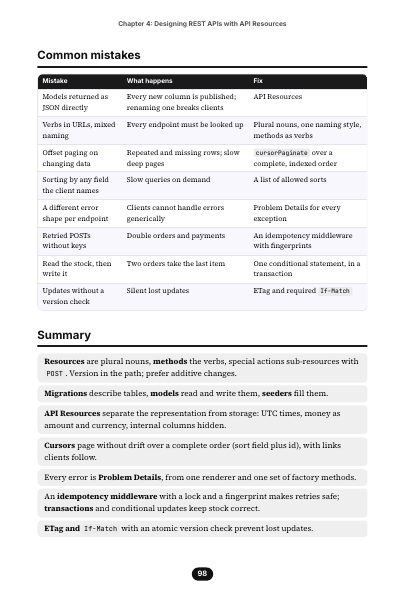 Chapter 4: Designing REST APIs with API Resources
Common mistakes
Mistake What happens Fix
Models returned as JSON directly Every new column is published; renaming one breaks clients API Resources
Verbs in URLs, mixed naming Every endpoint must be looked up Plural nouns, one naming style, methods as verbs
Offset paging on changing data Repeated and missing rows; slow deep pages cursorPaginate over a complete, indexed order
Sorting by any field the client names Slow queries on demand A list of allowed sorts
A different error shape per endpoint Clients cannot handle errors generically Problem Details for every exception
Retried POSTs without keys Double orders and payments An idempotency middleware with fingerprints
Read the stock, then write it Two orders take the last item One conditional statement, in a transaction
Updates without a version check Silent lost updates ETag and required If-Match
Summary
Resources are plural nouns, methods the verbs, special actions sub-resources with
POST . Version in the path; prefer additive changes.
Migrations describe tables, models read and write them, seeders fill them.
API Resources separate the representation from storage: UTC times, money as
amount and currency, internal columns hidden.
Cursors page without drift over a complete order (sort field plus id), with links
clients follow.
Every error is Problem Details, from one renderer and one set of factory methods.
An idempotency middleware with a lock and a fingerprint makes retries safe;
transactions and conditional updates keep stock correct.
ETag and If-Match with an atomic version check prevent lost updates.
98